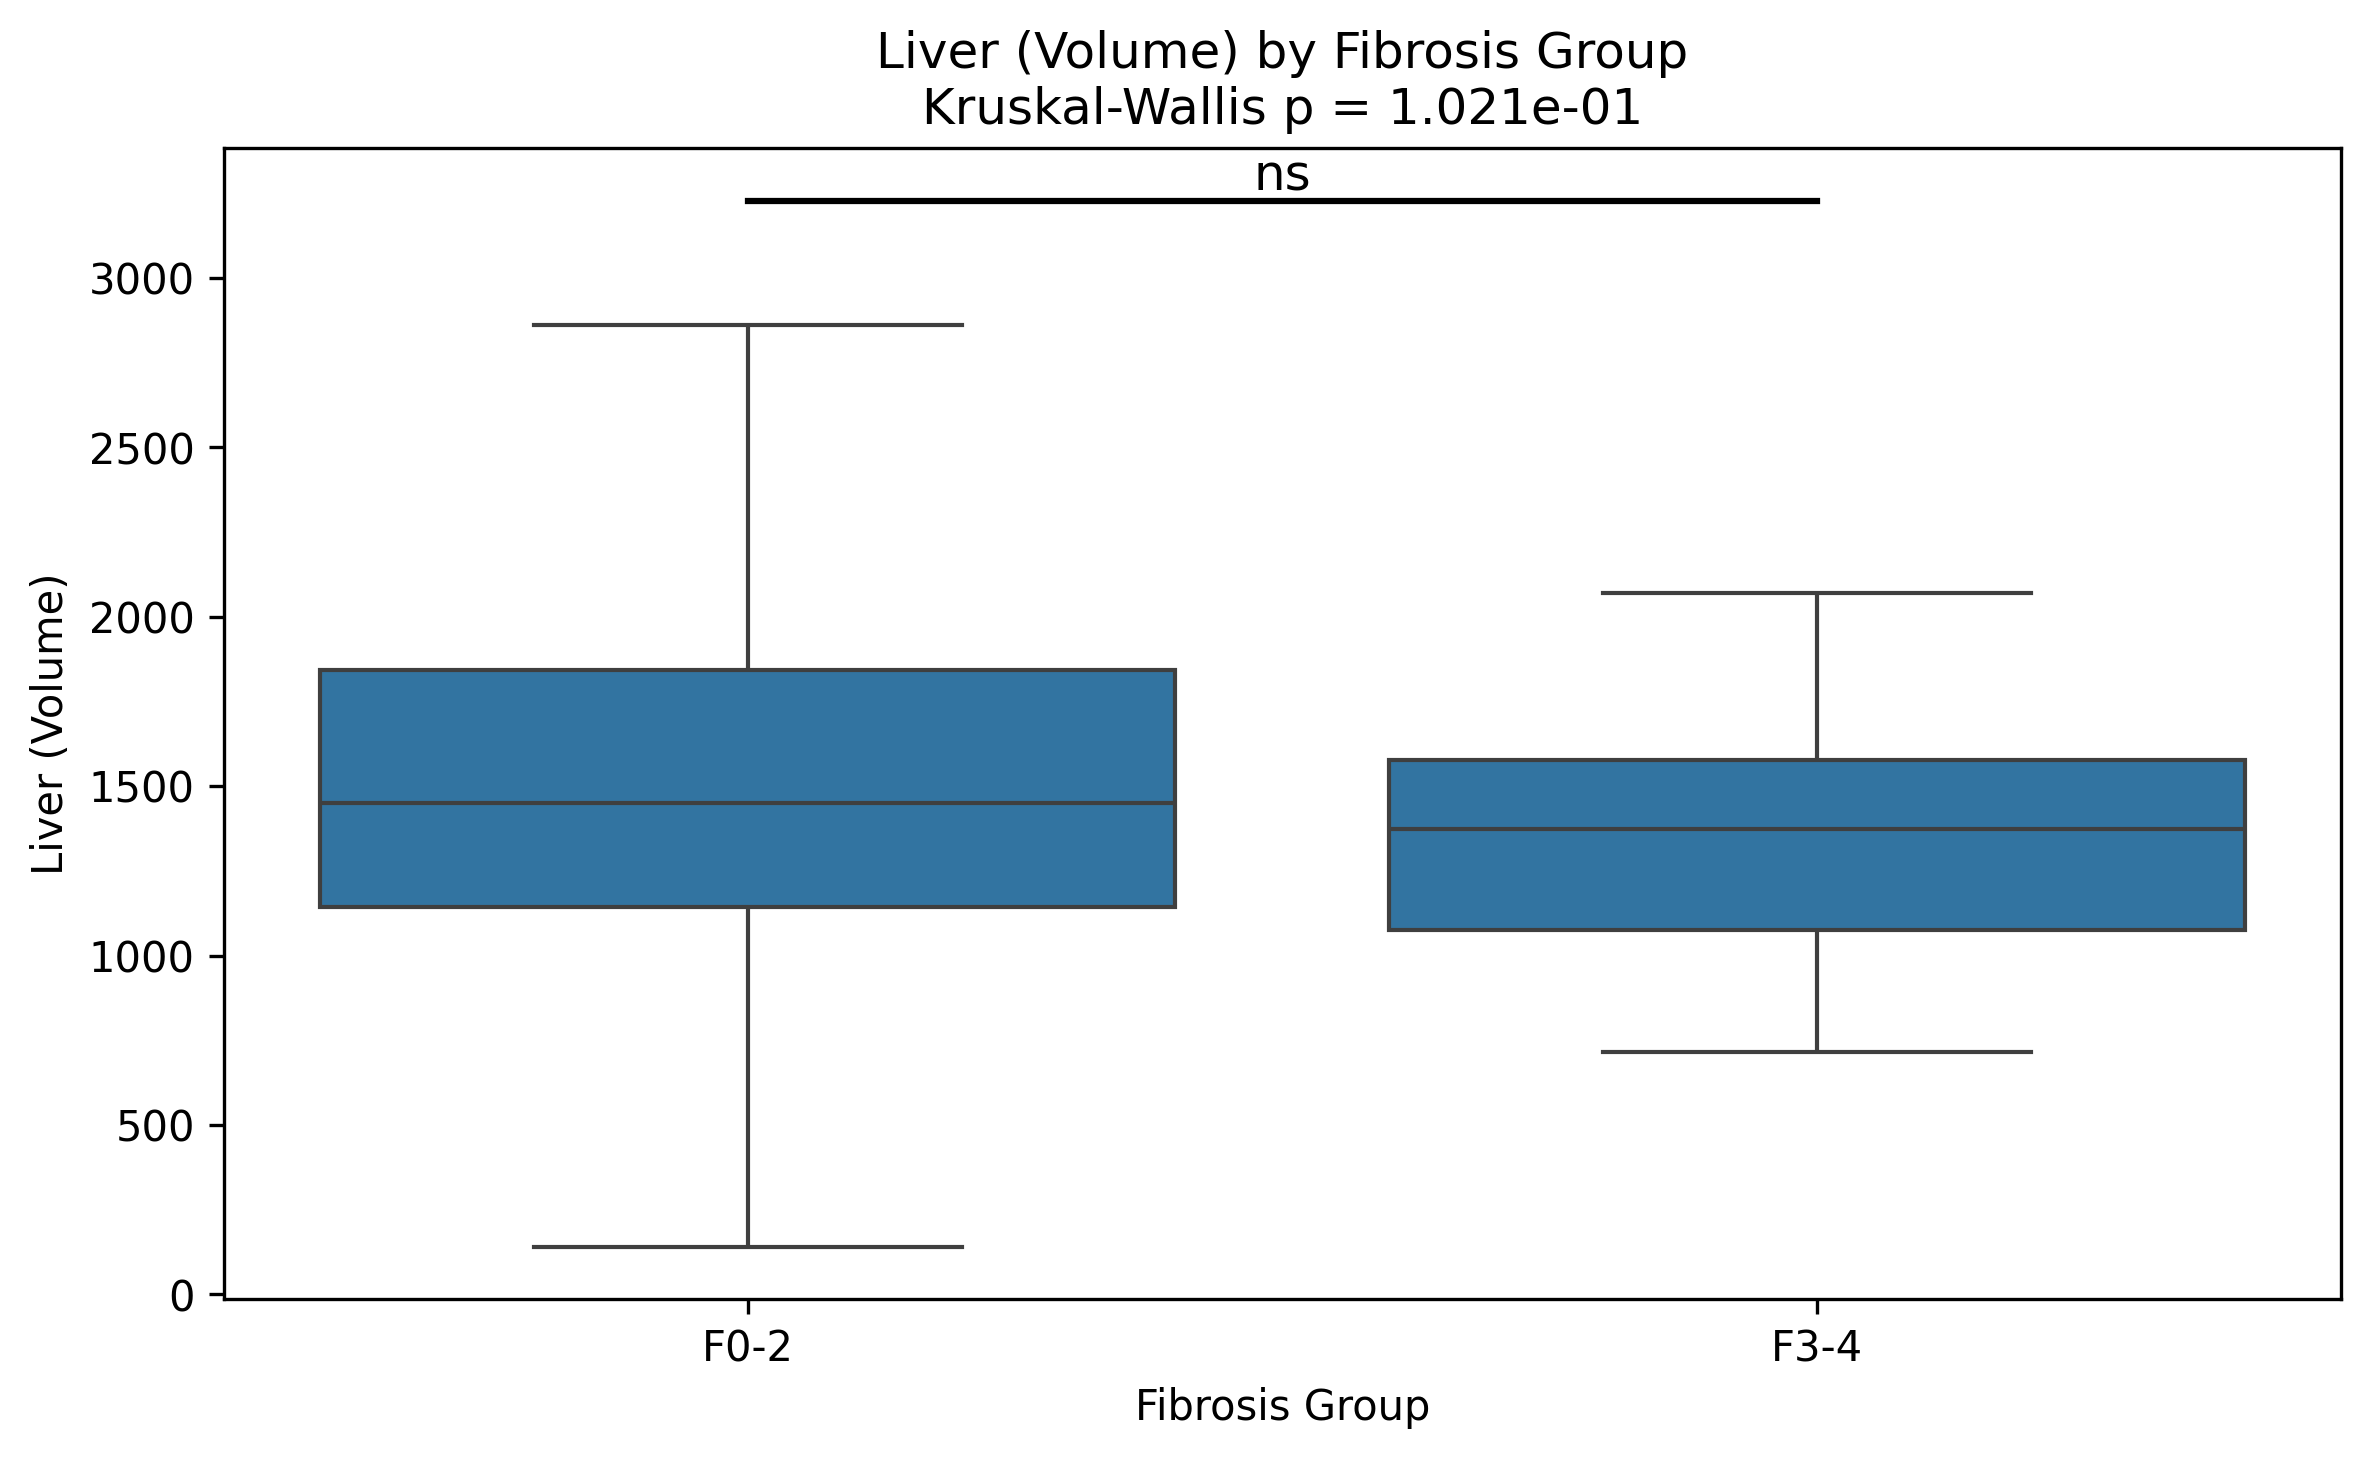 Liver (Volume) by Fibrosis Group
Kruskal-Wallis p = 1.021e-01
ns
3000
2500
2000
1500
1000
500
0
Liver (Volume)
F0-2
F3-4
Fibrosis Group